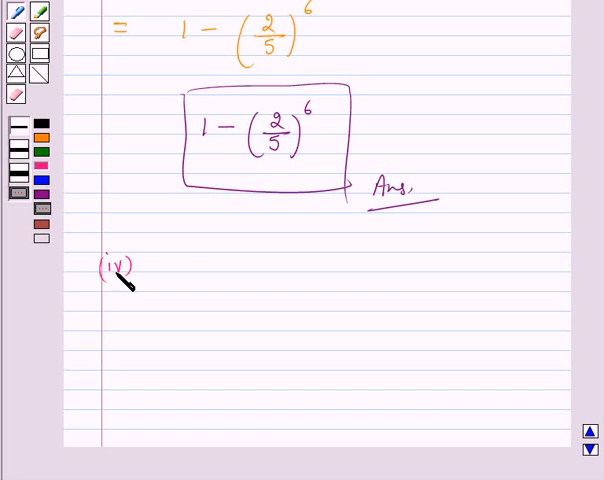 = 1 - (2/5)^6
1 - (2/5)^6
Ans.
(iv)